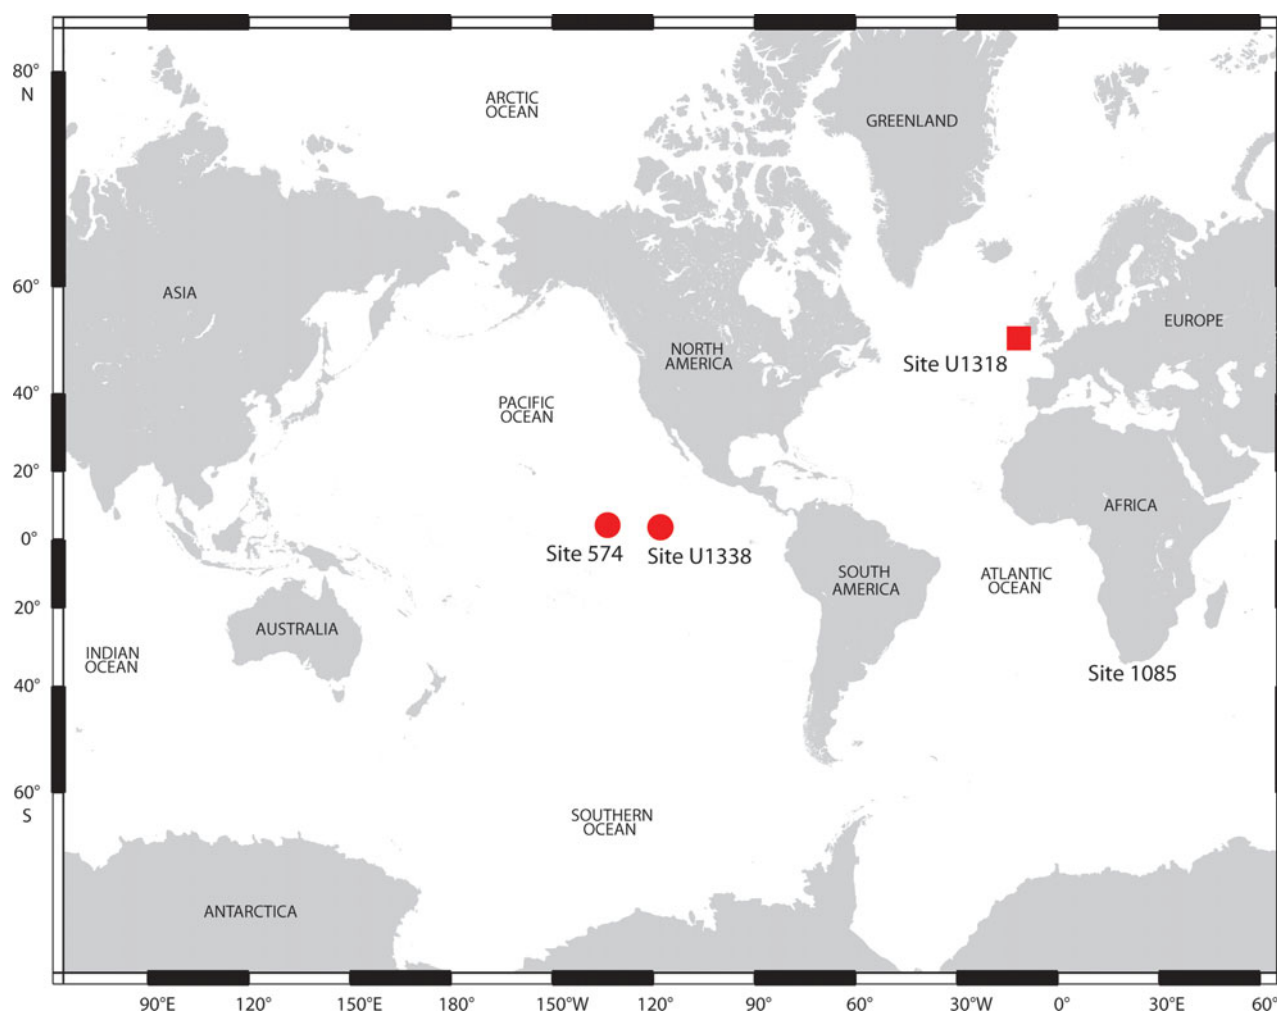 80°
N
ARCTIC
OCEAN
GREENLAND
60°
ASIA
EUROPE
NORTH
AMERICA
Site U1318
40°
PACIFIC
OCEAN
20°
AFRICA
0°
Site 574
Site U1338
SOUTH
AMERICA
ATLANTIC
OCEAN
20°
AUSTRALIA
INDIAN
OCEAN
Site 1085
40°
60°
S
SOUTHERN
OCEAN
ANTARCTICA
90°E 120° 150°E 180° 150°W 120° 90° 60° 30°W 0° 30°E 60°